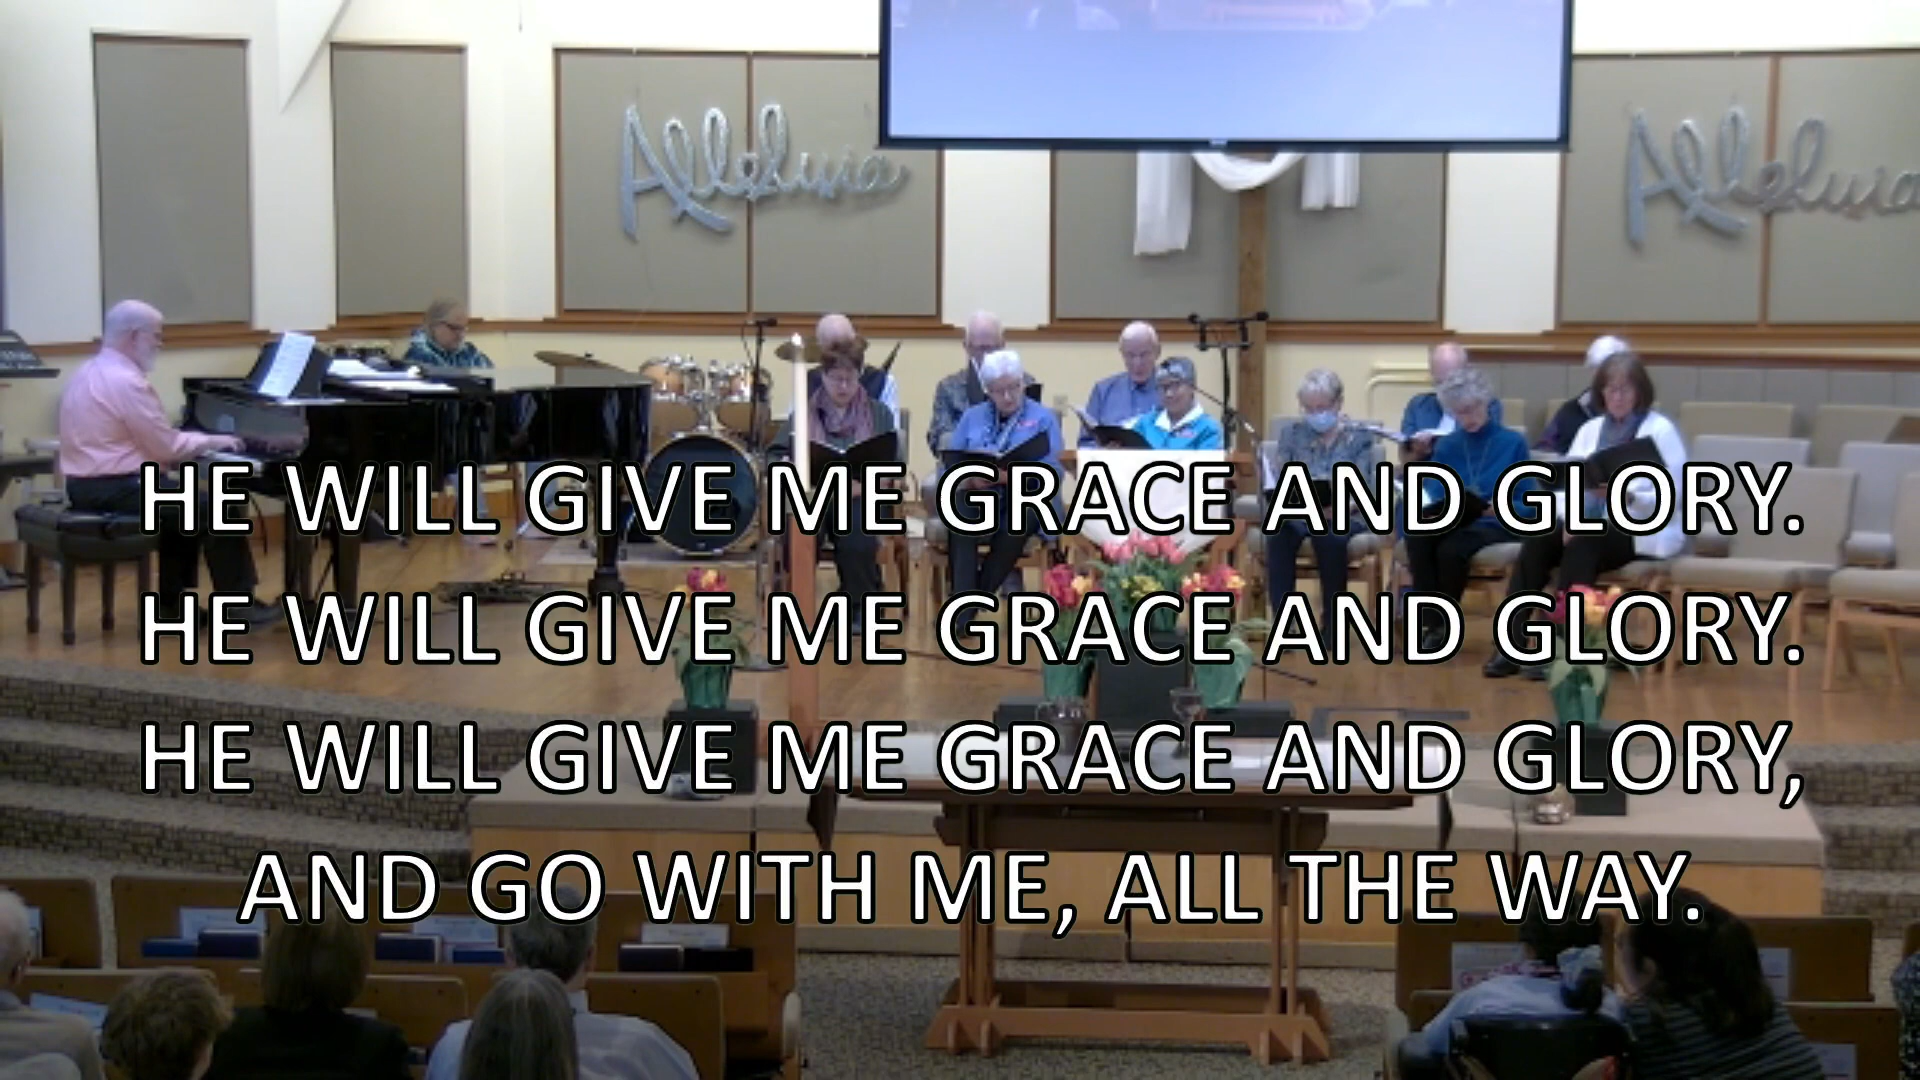 Alleluia
Alleluia
HE WILL GIVE ME GRACE AND GLORY.
HE WILL GIVE ME GRACE AND GLORY.
HE WILL GIVE ME GRACE AND GLORY,
AND GO WITH ME, ALL THE WAY.